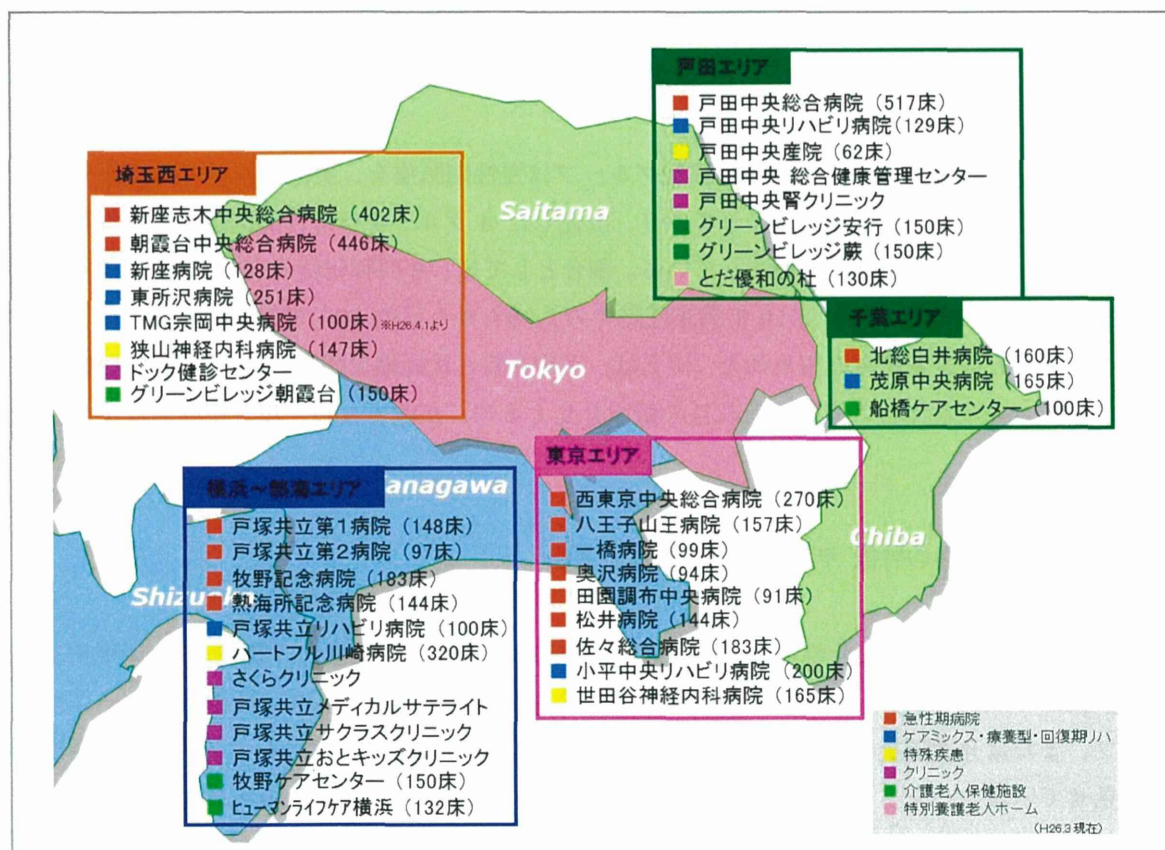 戸田エリア
戸田中央総合病院（517床）
戸田中央リハビリ病院（129床）
戸田中央産院（62床）
戸田中央 総合健康管理センター
戸田中央腎クリニック
グリーンビレッジ安行（150床）
グリーンビレッジ蕨（150床）
とだ優和の杜（130床）
埼玉西エリア
新座志木中央総合病院（402床）
朝霞台中央総合病院（446床）
新座病院（128床）
東所沢病院（251床）
TMG宗岡中央病院（100床）※H26.4.1より
狭山神経内科病院（147床）
ドック健診センター
グリーンビレッジ朝霞台（150床）
Saitama
Tokyo
千葉エリア
北総白井病院（160床）
茂原中央病院（165床）
船橋ケアセンター（100床）
Chiba
東京エリア
西東京中央総合病院（270床）
八王子山王病院（157床）
一橋病院（99床）
奥沢病院（94床）
田園調布中央病院（91床）
松井病院（144床）
佐々総合病院（183床）
小平中央リハビリ病院（200床）
世田谷神経内科病院（165床）
横浜～熱海エリア
anagawa
Shizuoka
戸塚共立第1病院（148床）
戸塚共立第2病院（97床）
牧野記念病院（183床）
熱海所記念病院（144床）
戸塚共立リハビリ病院（100床）
ハートフル川崎病院（320床）
さくらクリニック
戸塚共立メディカルサテライト
戸塚共立サクラスクリニック
戸塚共立おとキッズクリニック
牧野ケアセンター（150床）
ヒューマンライフケア横浜（132床）
急性期病院
ケアミックス・療養型・回復期リハ
特殊疾患
クリニック
介護老人保健施設
特別養護老人ホーム
（H26.3 現在）